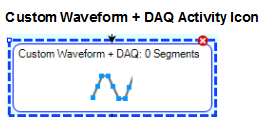 Custom Waveform + DAQ Activity Icon
Custom Waveform + DAQ: 0 Segments